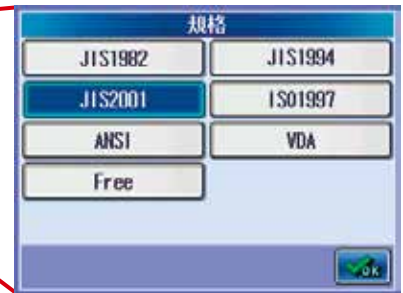 規格
JIS1982 JIS1994
JIS2001 ISO1997
ANSI VDA
Free
OK